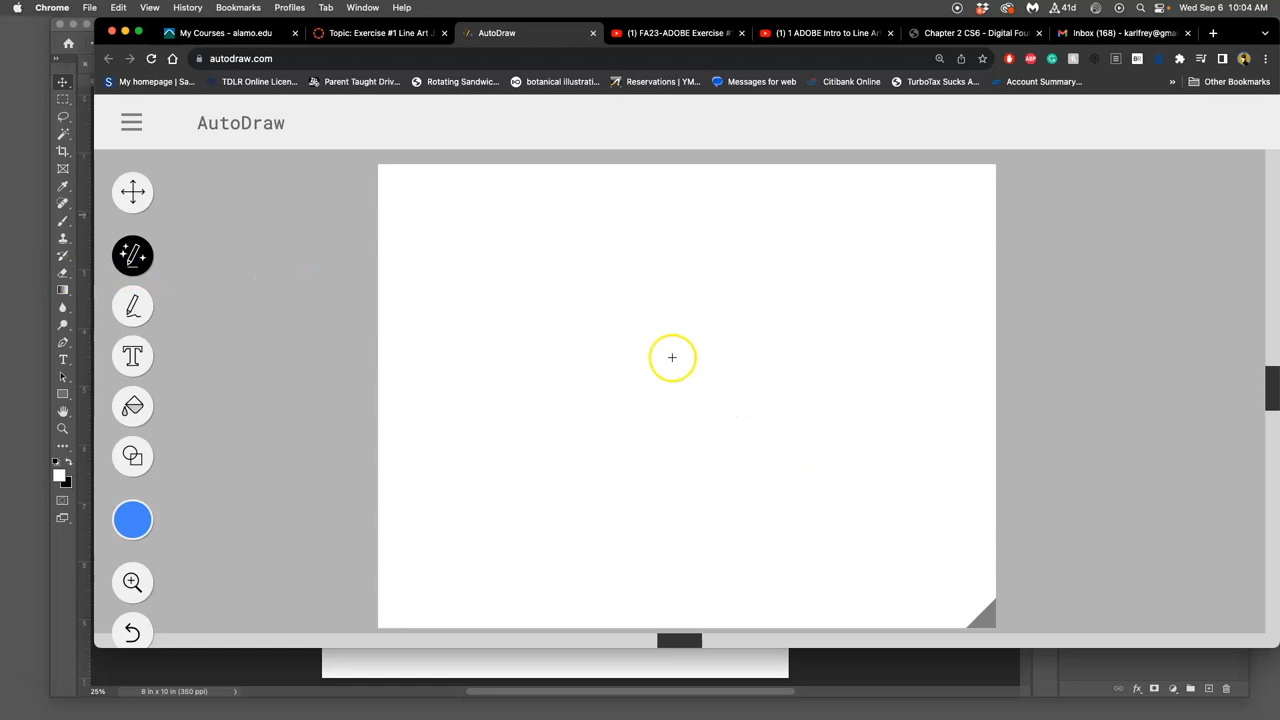 Chrome File Edit View History Bookmarks Profiles Tab Window Help 41d Wed Sep 6 10:04 AM
My Courses - alamo.edu Topic: Exercise #1 Line Art J AutoDraw (1) FA23-ADOBE Exercise # (1) 1 ADBOE Intro to Line Ar Chapter 2 CS6 - Digital Fou Inbox (168) - karlfrey@gma
autodraw.com
My homepage | Sa... TDLR Online Licen... Parent Taught Driv... Rotating Sandwic... botanical illustrati... Reservations | YM... Messages for web Citibank Online TurboTax Sucks A... Account Summary... » Other Bookmarks
AutoDraw
25% 8 in x 10 in (350 ppi)